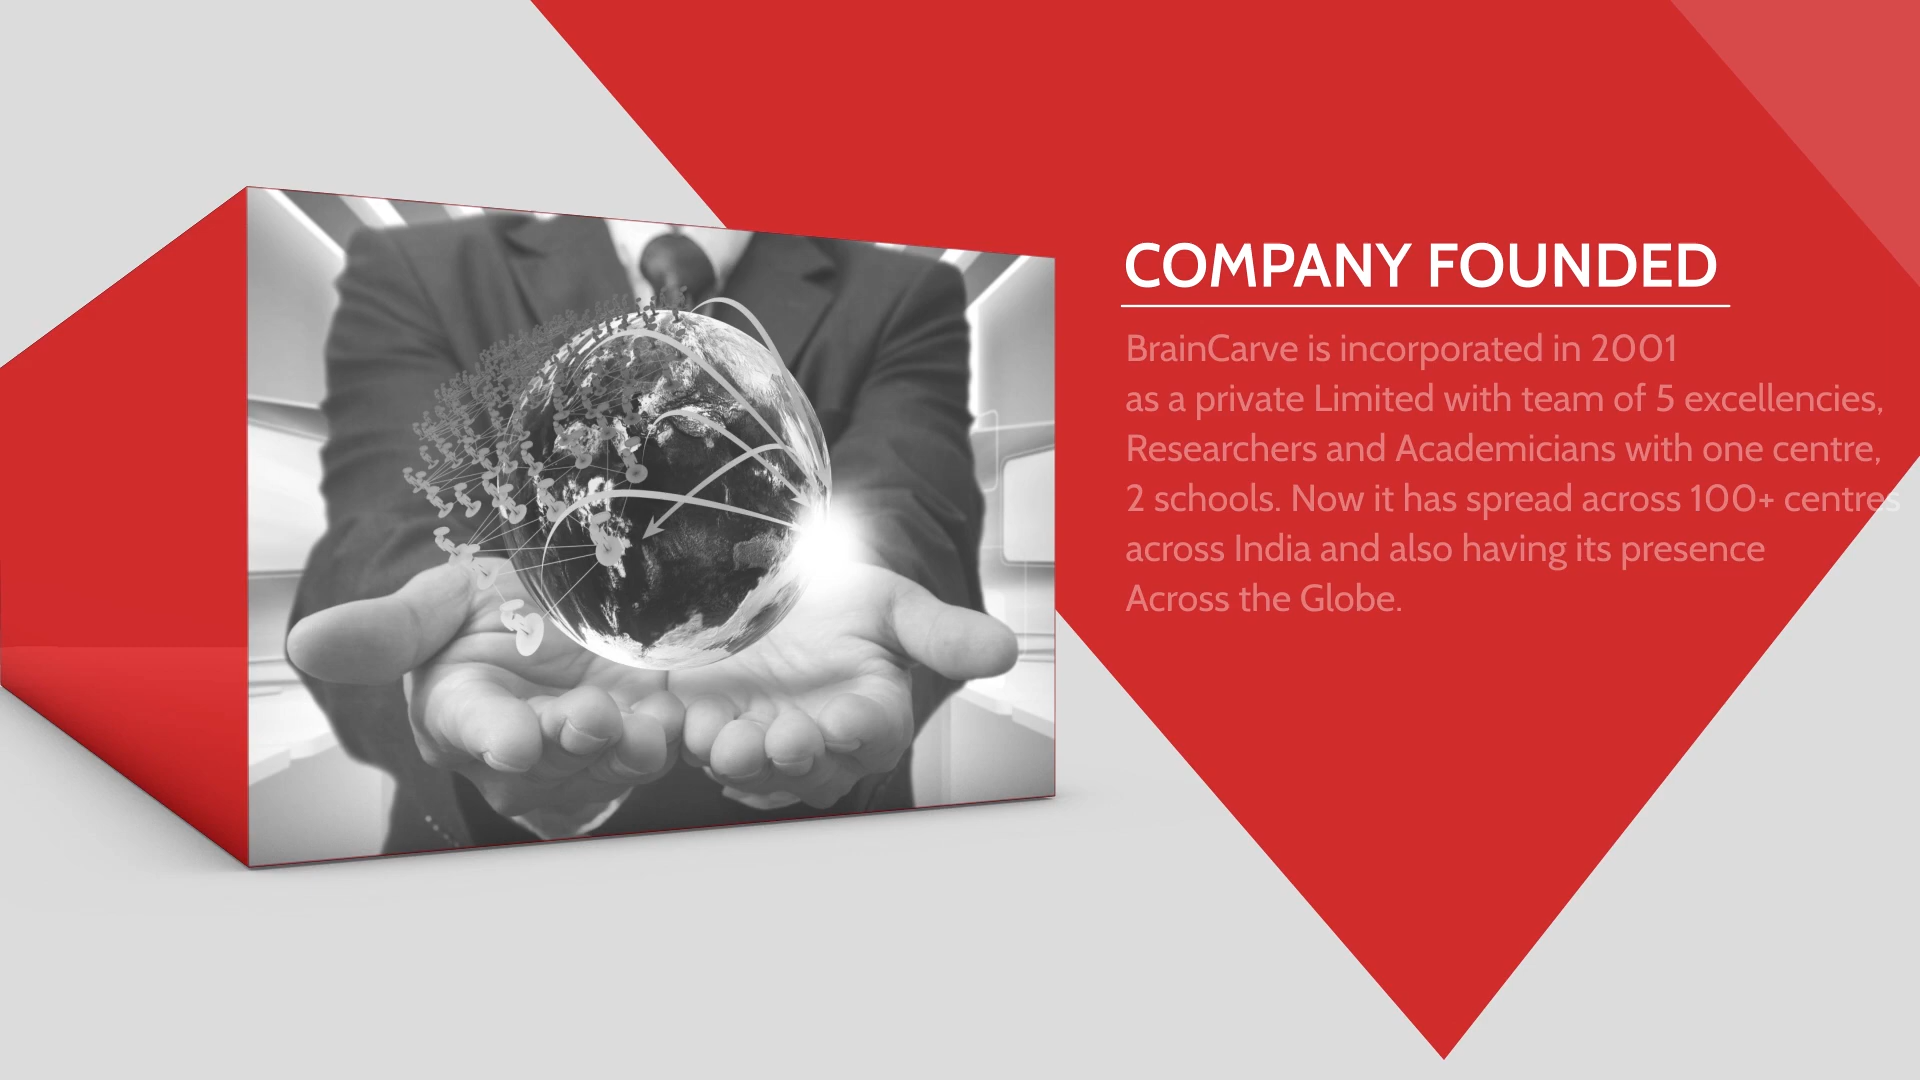 COMPANY FOUNDED
BrainCarve is incorporated in 2001
as a private Limited with team of 5 excellencies,
Researchers and Academicians with one centre,
2 schools. Now it has spread across 100+ centres
across India and also having its presence
Across the Globe.